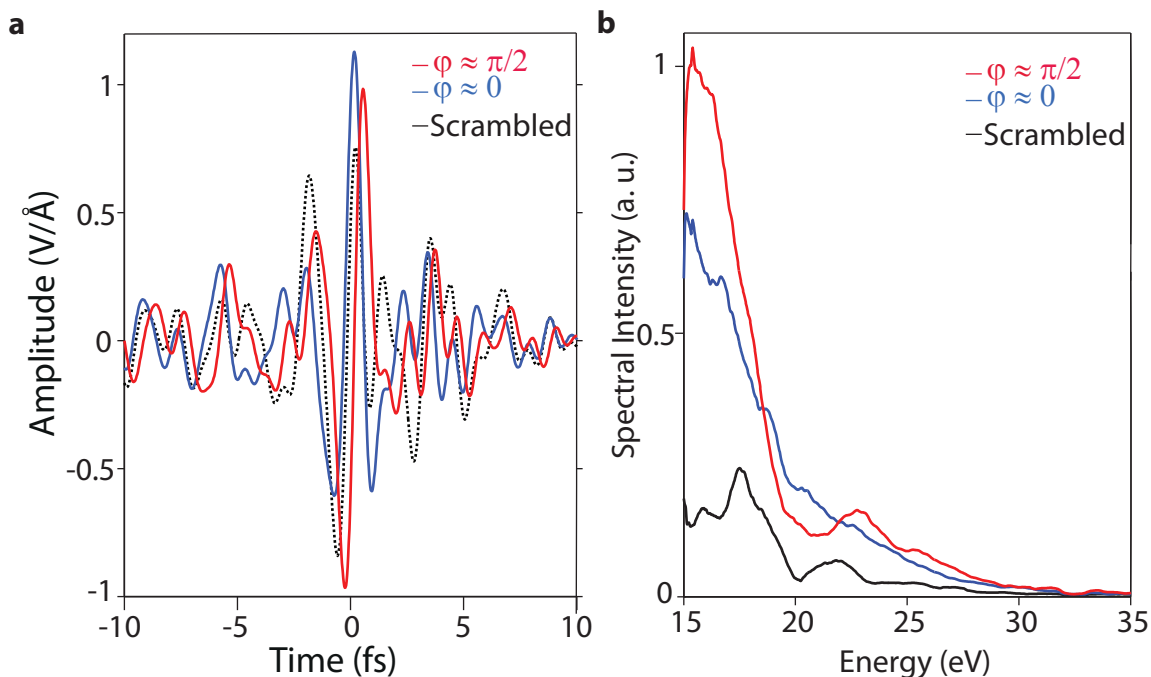 a
Amplitude (V/Å)
1
0.5
0
-0.5
-1
-10
-5
0
5
10
Time (fs)
–φ ≈ π/2
–φ ≈ 0
–Scrambled
b
Spectral Intensity (a. u.)
1
0.5
0
15
20
25
30
35
Energy (eV)
–φ ≈ π/2
–φ ≈ 0
–Scrambled